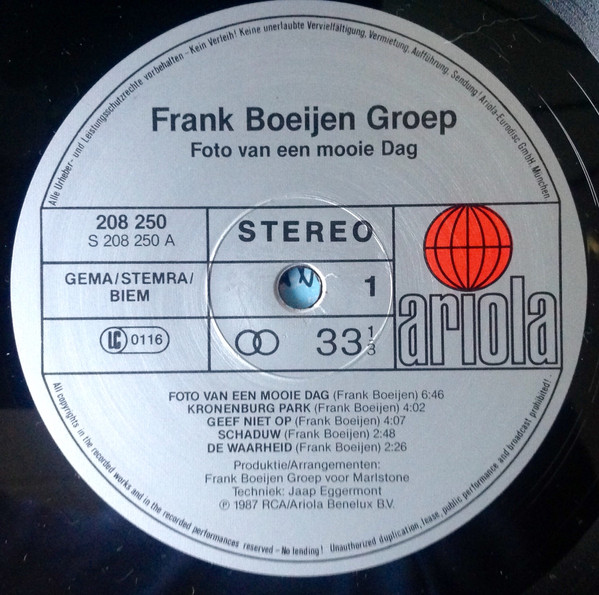 Alle Urheber- und Leistungsschutzrechte vorbehalten - Kein Verleih! Keine unerlaubte Vervielfältigung, Vermietung, Aufführung, Sendung! Ariola-Eurodisc GmbH, München.
Frank Boeijen Groep
Foto van een mooie Dag
208 250
S 208 250 A
STEREO
GEMA/STEMRA/
BIEM
1
LC 0116
33 1/3
ariola
FOTO VAN EEN MOOIE DAG (Frank Boeijen) 6:46
KRONENBURG PARK (Frank Boeijen) 4:02
GEEF NIET OP (Frank Boeijen) 4:07
SCHADUW (Frank Boeijen) 2:48
DE WAARHEID (Frank Boeijen) 2:26
Produktie/Arrangementen:
Frank Boeijen Groep voor Marlstone
Techniek: Jaap Eggermont
℗ 1987 RCA/Ariola Benelux B.V.
All copyrights in the recorded works and in the recorded performances reserved - No lending! Unauthorized duplication, lease, public performance and broadcast prohibited!